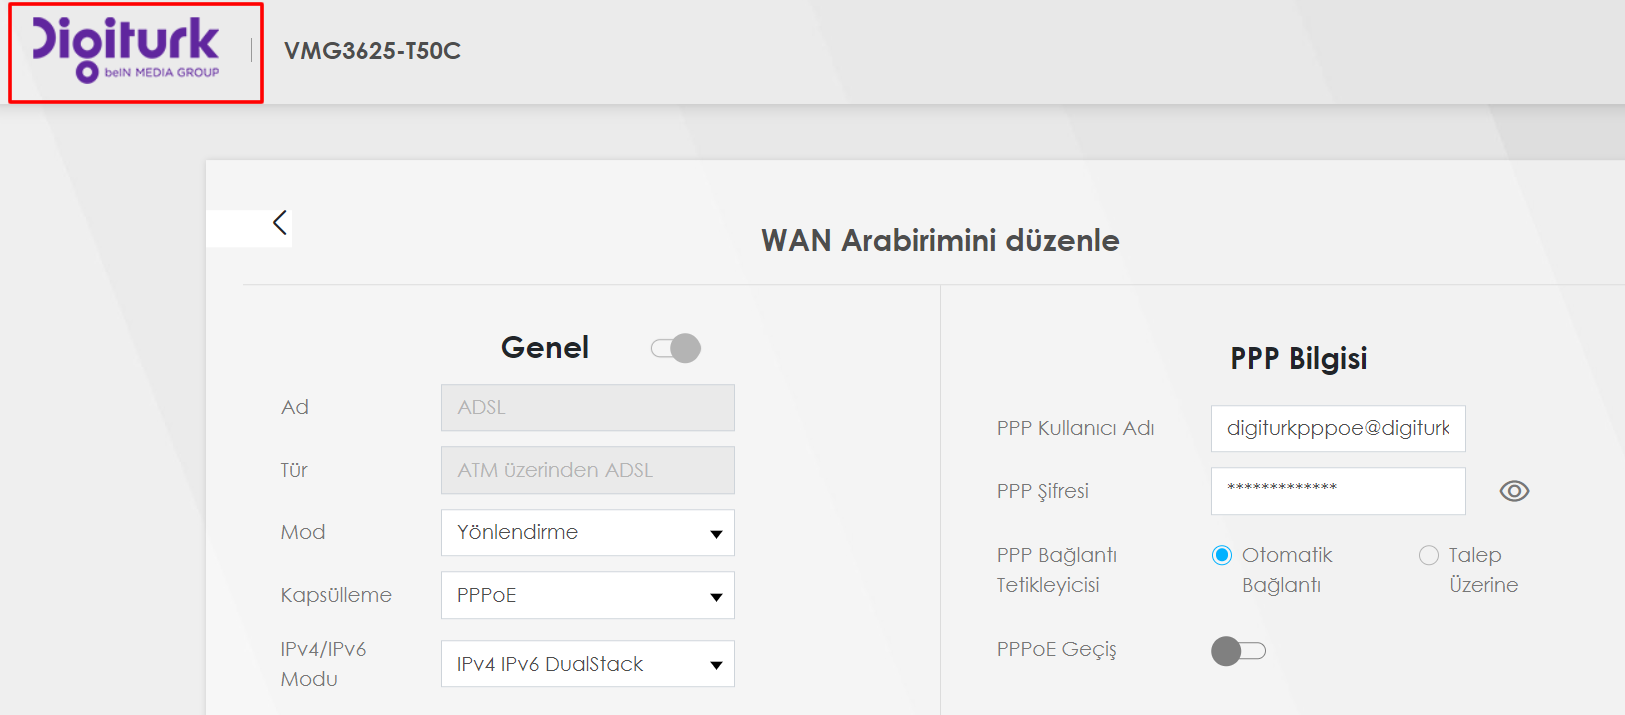 Digiturk
beIN MEDIA GROUP
VMG3625-T50C
WAN Arabirimini düzenle
Genel
Ad
ADSL
Tür
ATM üzerinden ADSL
Mod
Yönlendirme
Kapsülleme
PPPoE
IPv4/IPv6
Modu
IPv4 IPv6 DualStack
PPP Bilgisi
PPP Kullanıcı Adı
digiturkpppoe@digiturk
PPP Şifresi
*************
PPP Bağlantı
Tetikleyicisi
Otomatik
Bağlantı
Talep
Üzerine
PPPoE Geçiş